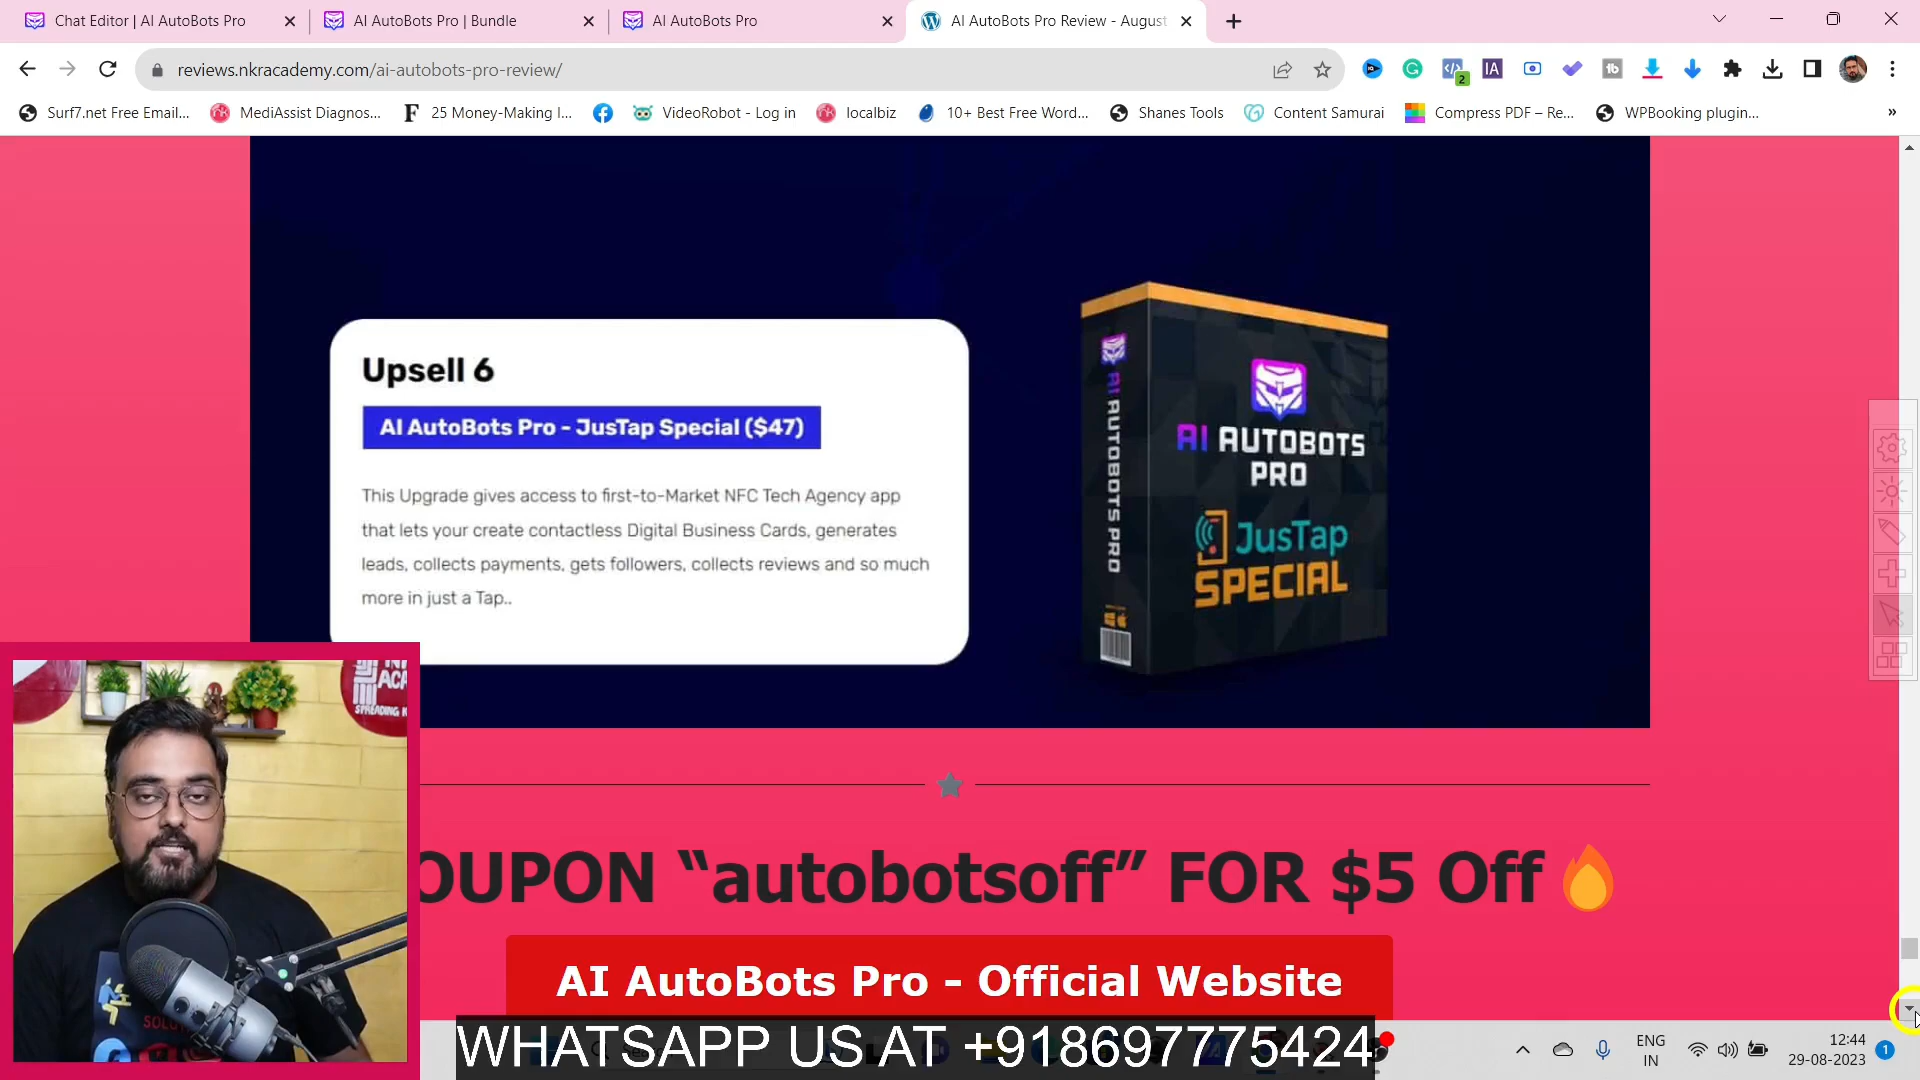 Chat Editor | AI AutoBots Pro
AI AutoBots Pro | Bundle
AI AutoBots Pro
AI AutoBots Pro Review - August
reviews.nkracademy.com/ai-autobots-pro-review/
IA
tb
2
Surf7.net Free Email...
MediAssist Diagnos...
25 Money-Making I...
VideoRobot - Log in
localbiz
10+ Best Free Word...
Shanes Tools
Content Samurai
Compress PDF – Re...
WPBooking plugin...
»
Upsell 6
AI AutoBots Pro - JusTap Special ($47)
This Upgrade gives access to first-to-Market NFC Tech Agency app
that lets your create contactless Digital Business Cards, generates
leads, collects payments, gets followers, collects reviews and so much
more in just a Tap..
AI AUTOBOTS PRO
AI AUTOBOTS
PRO
JusTap
SPECIAL
OUPON “autobotsoff” FOR $5 Off
AI AutoBots Pro - Official Website
WHATSAPP US AT +918697775424
ENG
IN
12:44
29-08-2023
1